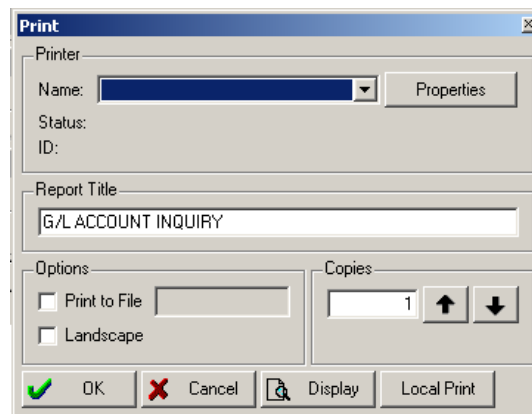 Print
Printer
Name:
Properties
Status:
ID:
Report Title
G/L ACCOUNT INQUIRY
Options
Copies
Print to File
1
Landscape
OK
Cancel
Display
Local Print